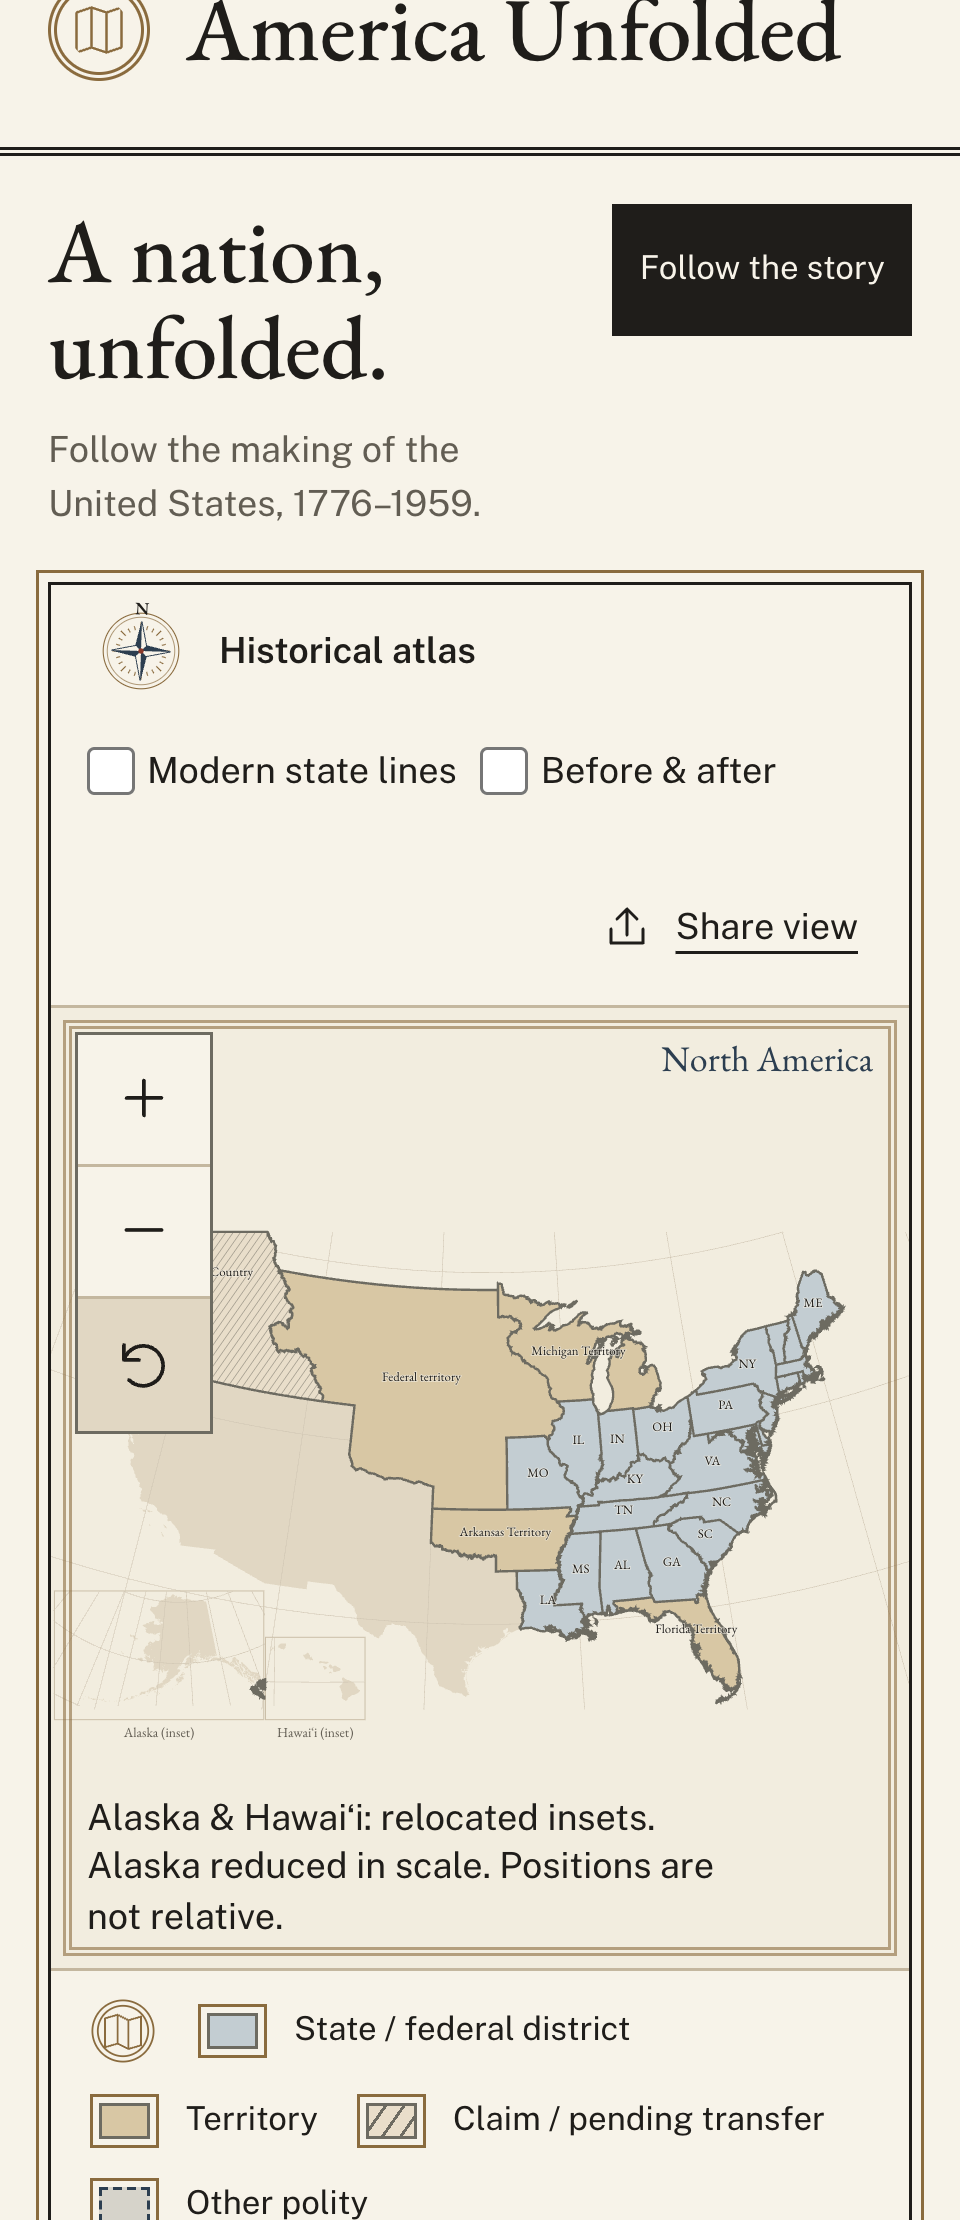 America Unfolded
A nation,
unfolded.
Follow the story
Follow the making of the
United States, 1776–1959.
N
Historical atlas
Modern state lines
Before & after
Share view
North America
Country
ME
Michigan Territory
NY
Federal territory
PA
OH
IL
IN
VA
MO
KY
NC
TN
Arkansas Territory
SC
GA
MS
AL
LA
Florida Territory
Alaska (inset)
Hawaiʻi (inset)
Alaska & Hawaiʻi: relocated insets.
Alaska reduced in scale. Positions are
not relative.
State / federal district
Territory
Claim / pending transfer
Other polity